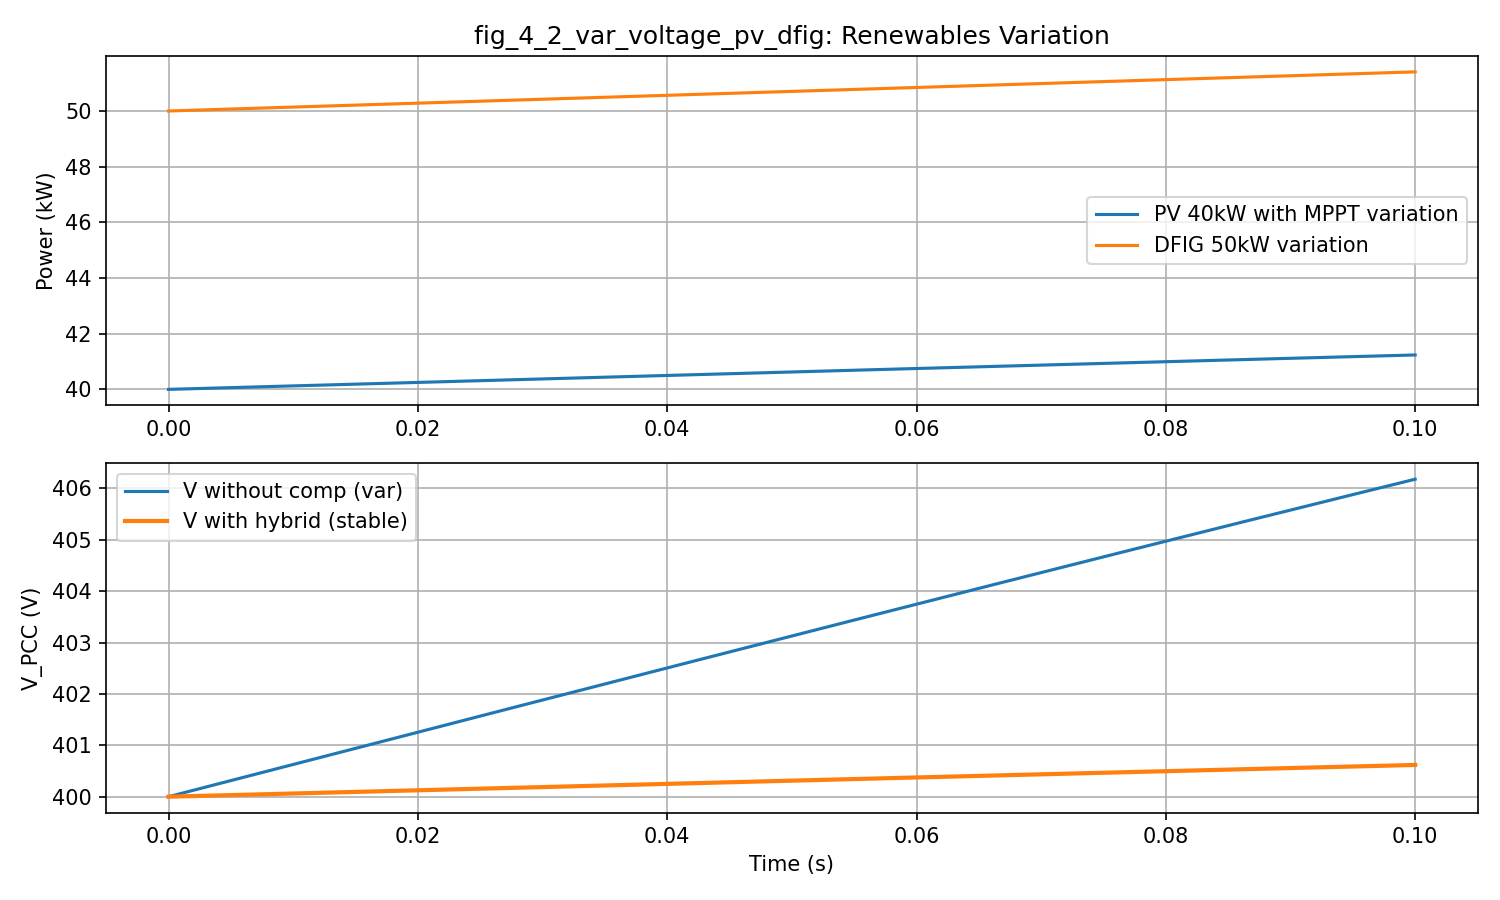 fig_4_2_var_voltage_pv_dfig: Renewables Variation
Power (kW)
50
48
46
44
42
40
PV 40kW with MPPT variation
DFIG 50kW variation
0.00 0.02 0.04 0.06 0.08 0.10
V_PCC (V)
406
405
404
403
402
401
400
V without comp (var)
V with hybrid (stable)
0.00 0.02 0.04 0.06 0.08 0.10
Time (s)